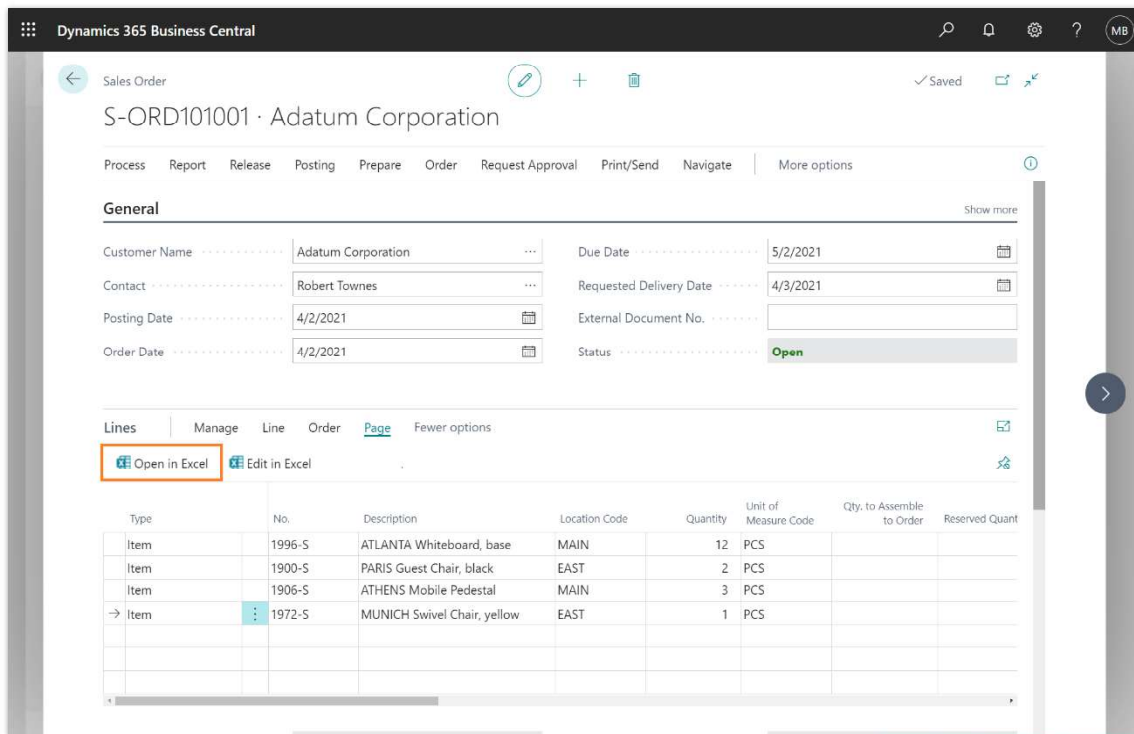 Dynamics 365 Business Central MB
Sales Order Saved
S-ORD101001 · Adatum Corporation
Process Report Release Posting Prepare Order Request Approval Print/Send Navigate More options
General Show more
Customer Name Adatum Corporation Due Date 5/2/2021
Contact Robert Townes Requested Delivery Date 4/3/2021
Posting Date 4/2/2021 External Document No.
Order Date 4/2/2021 Status Open
Lines Manage Line Order Page Fewer options
Open in Excel Edit in Excel
Type No. Description Location Code Quantity Unit of Measure Code Qty. to Assemble to Order Reserved Quant
Item 1996-S ATLANTA Whiteboard, base MAIN 12 PCS
Item 1900-S PARIS Guest Chair, black EAST 2 PCS
Item 1906-S ATHENS Mobile Pedestal MAIN 3 PCS
Item 1972-S MUNICH Swivel Chair, yellow EAST 1 PCS